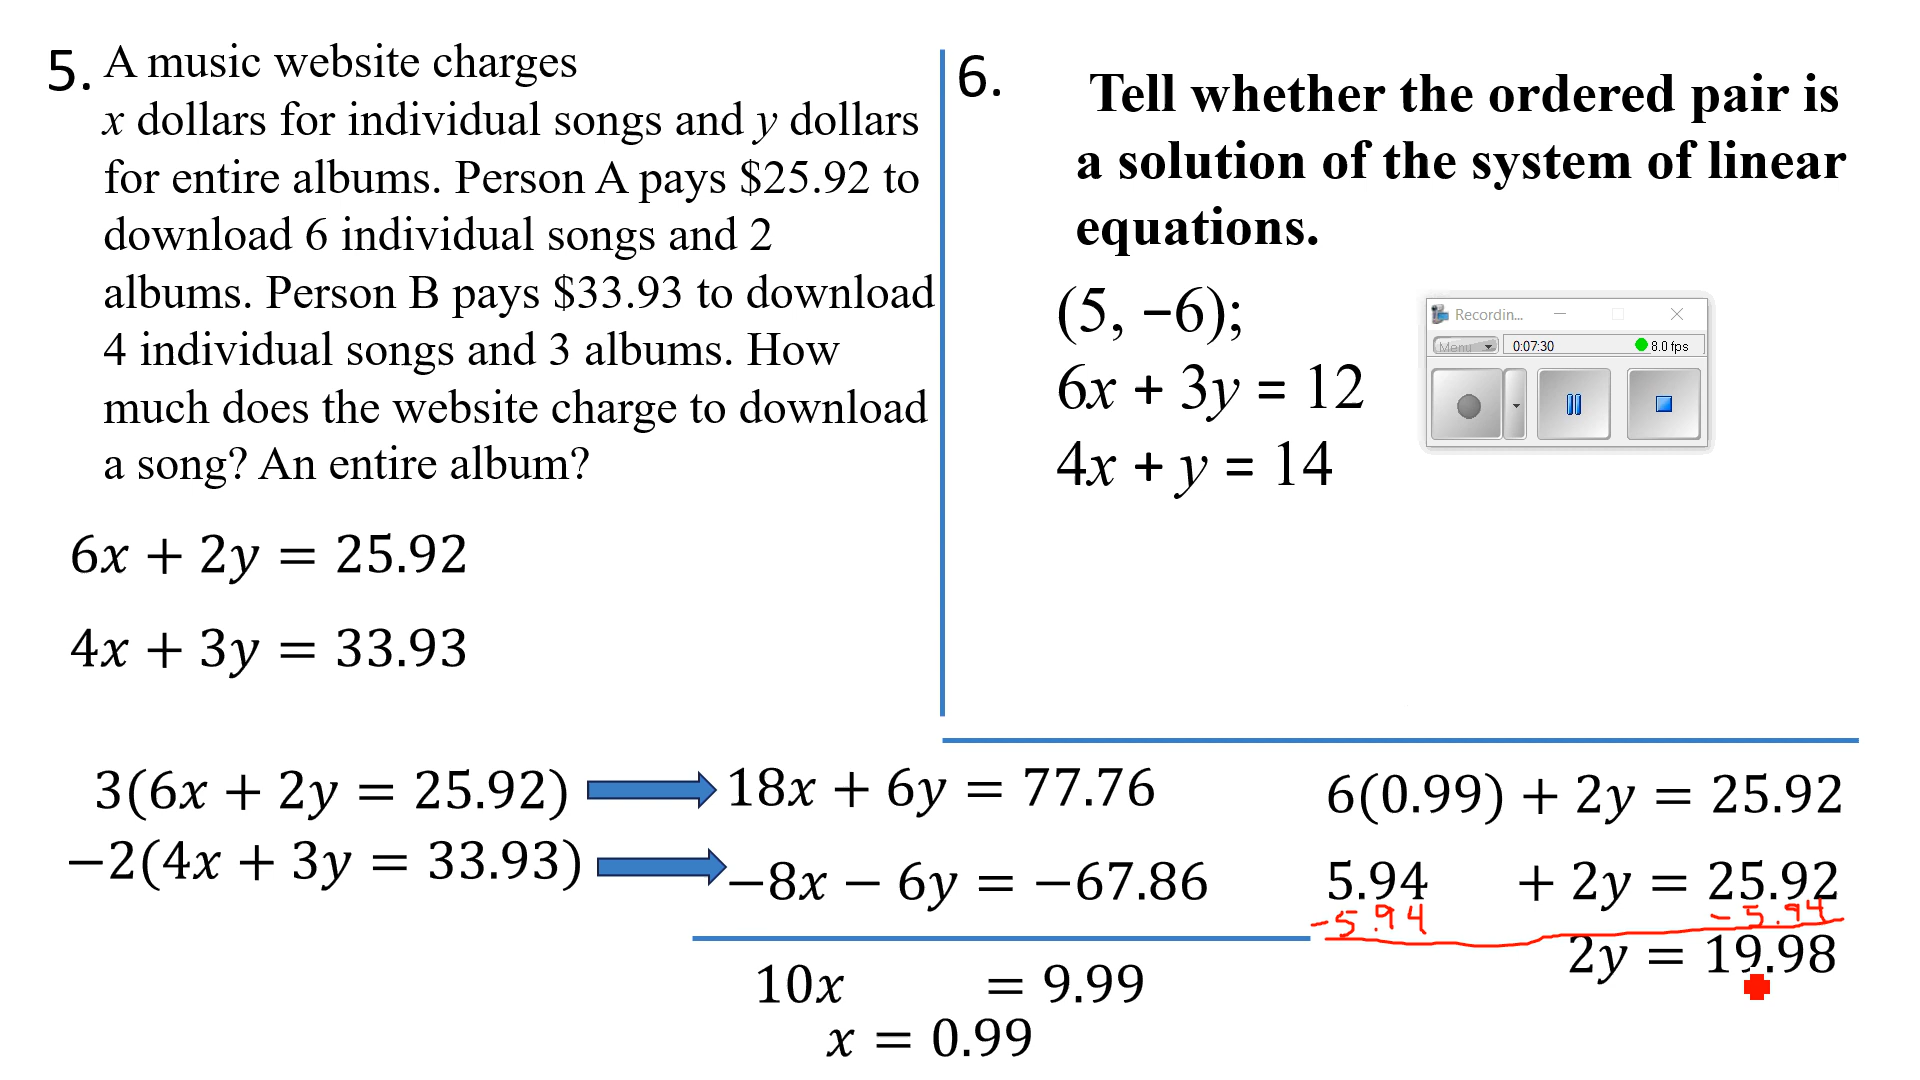 5.
A music website charges
x dollars for individual songs and y dollars
for entire albums. Person A pays $25.92 to
download 6 individual songs and 2
albums. Person B pays $33.93 to download
4 individual songs and 3 albums. How
much does the website charge to download
a song? An entire album?
6x + 2y = 25.92
4x + 3y = 33.93
6.
Tell whether the ordered pair is
a solution of the system of linear
equations.
(5, −6);
6x + 3y = 12
4x + y = 14
Recordin...
Menu
0:07:30
8.0 fps
3(6x + 2y = 25.92)
−2(4x + 3y = 33.93)
18x + 6y = 77.76
−8x − 6y = −67.86
10x = 9.99
x = 0.99
6(0.99) + 2y = 25.92
5.94 + 2y = 25.92
−5.94 −5.94
2y = 19.98